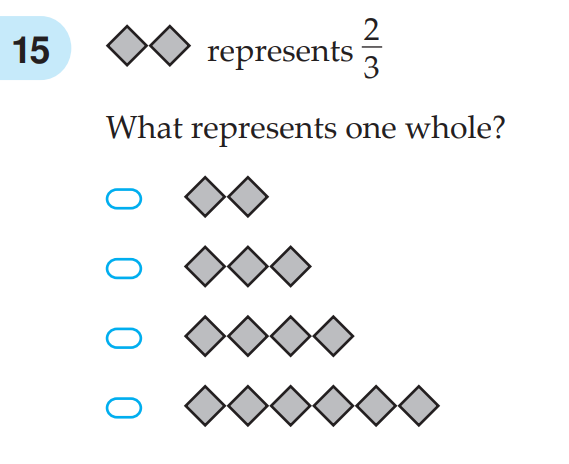 15
represents 2/3
What represents one whole?